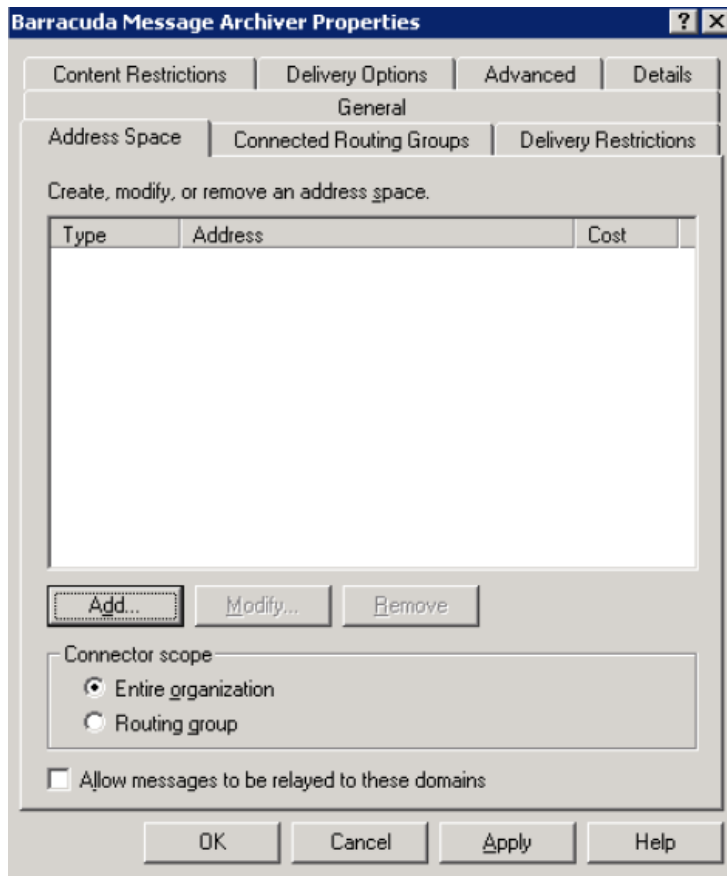 Barracuda Message Archiver Properties ? X
Content Restrictions Delivery Options Advanced Details
General
Address Space Connected Routing Groups Delivery Restrictions
Create, modify, or remove an address space.
Type Address Cost
Add... Modify... Remove
Connector scope
Entire organization
Routing group
Allow messages to be relayed to these domains
OK Cancel Apply Help